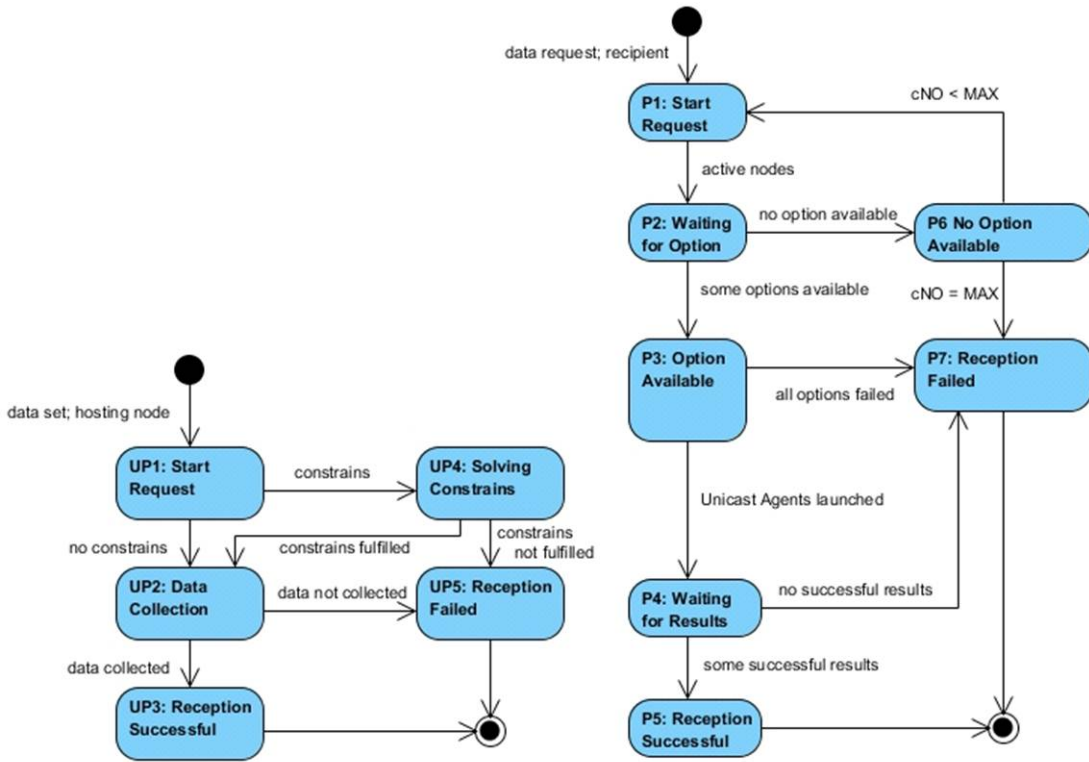 data set; hosting node
UP1: Start
Request
constrains
UP4: Solving
Constrains
no constrains
constrains fulfilled
constrains
not fulfilled
UP2: Data
Collection
data not collected
UP5: Reception
Failed
data collected
UP3: Reception
Successful
data request; recipient
P1: Start
Request
cNO < MAX
active nodes
P2: Waiting
for Option
no option available
P6 No Option
Available
some options available
cNO = MAX
P3: Option
Available
all options failed
P7: Reception
Failed
Unicast Agents launched
P4: Waiting
for Results
no successful results
some successful results
P5: Reception
Successful